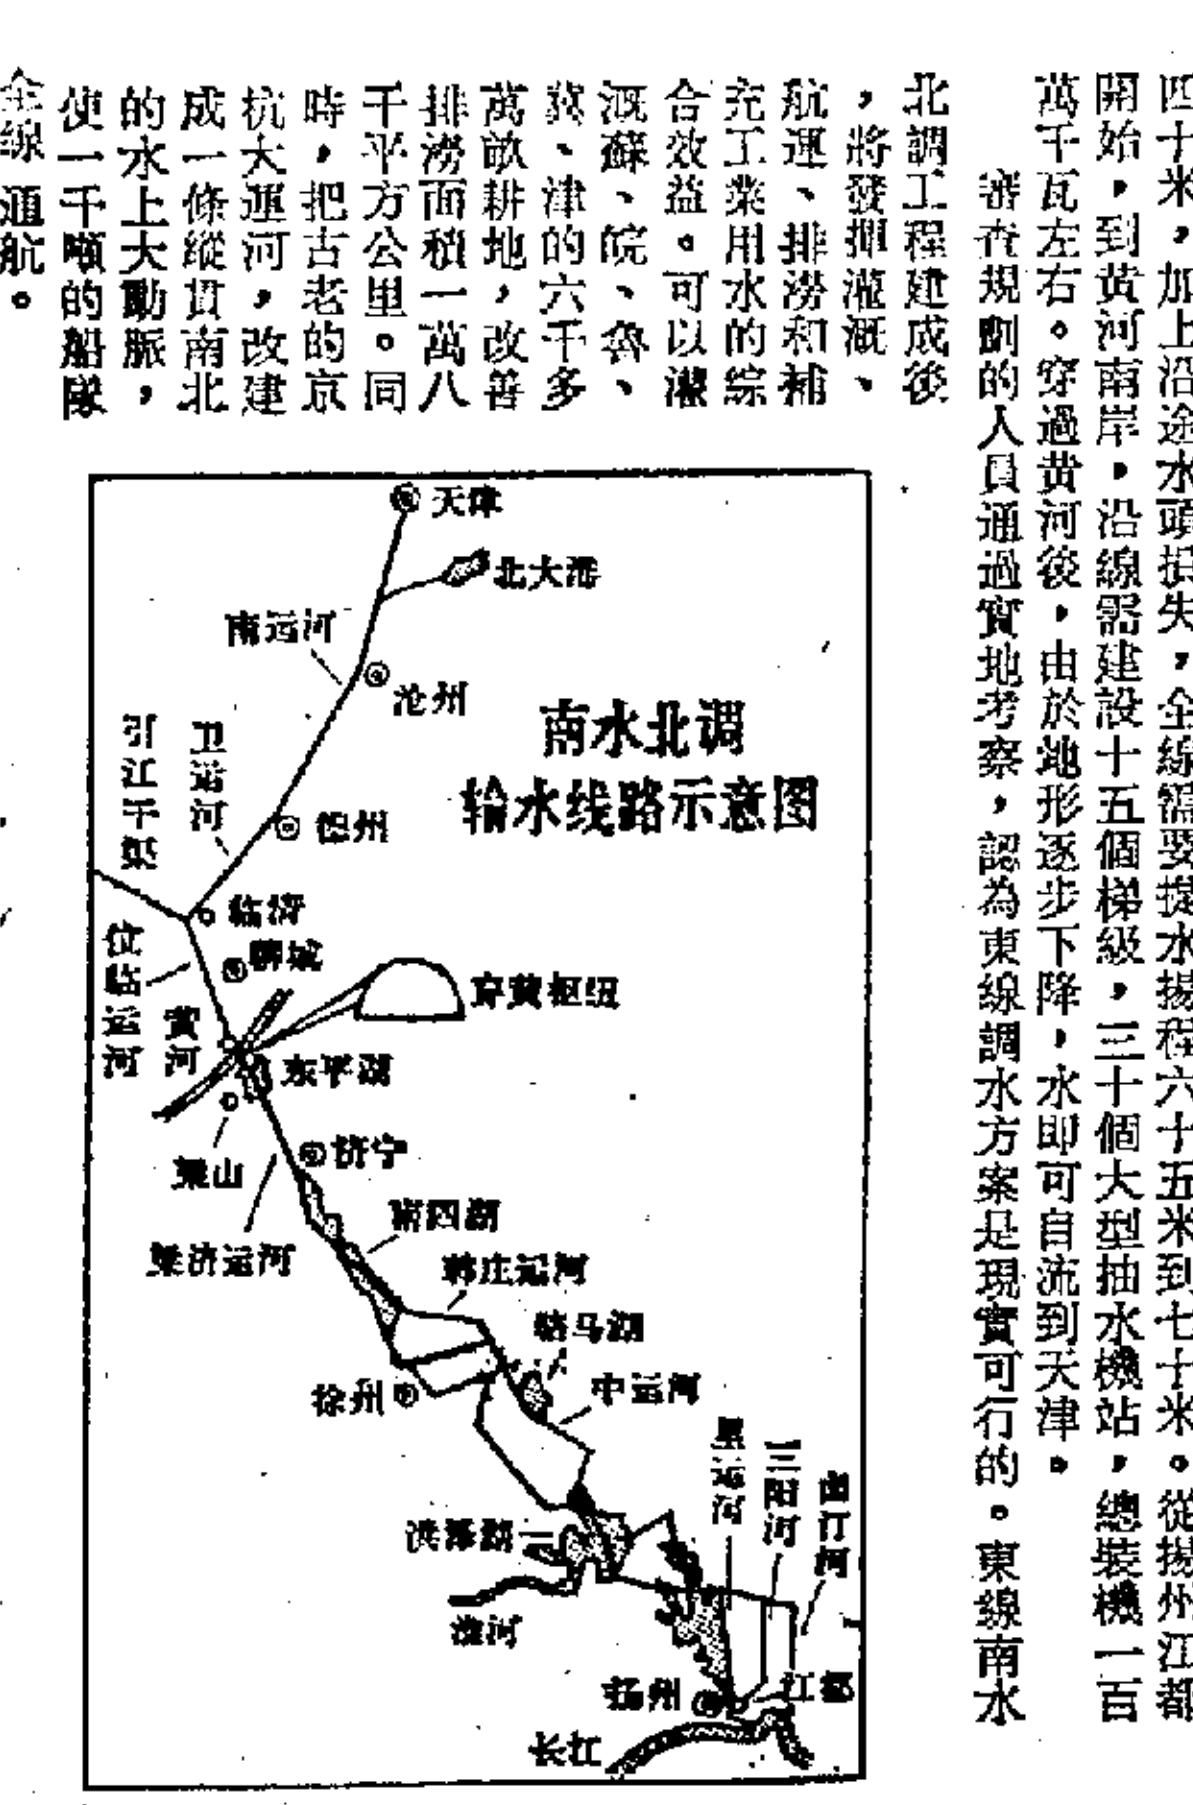 四十米，加上沿途水頭損失，全線需要提水揚程六十五米到七十米。從揚州江都
開始，到黃河南岸，沿線需建設十五個梯級，三十個大型抽水機站，總裝機一百
萬千瓦左右。穿過黃河後，由於地形逐步下降，水即可自流到天津。
審查規劃的人員通過實地考察，認為東線調水方案是現實可行的。東線南水
北調工程建成後
，將發揮灌溉、
航運、排澇和補
充工業用水的綜
合效益。可以灌
溉蘇、皖、魯、
冀、津的六千多
萬畝耕地，改善
排澇面積一萬八
千平方公里。同
時，把古老的京
杭大運河，改建
成一條縱貫南北
的水上大動脈，
使一千噸的船隊
全線通航。
南水北调
输水线路示意图
天津
北大港
南运河
沧州
引江干渠
卫运河
德州
临清
聊城
位临运河
黄河
穿黄枢纽
东平湖
梁山
济宁
梁济运河
南四湖
韩庄运河
骆马湖
徐州
中运河
里运河
三阳河
洪泽湖
淮河
扬州
江都
长江